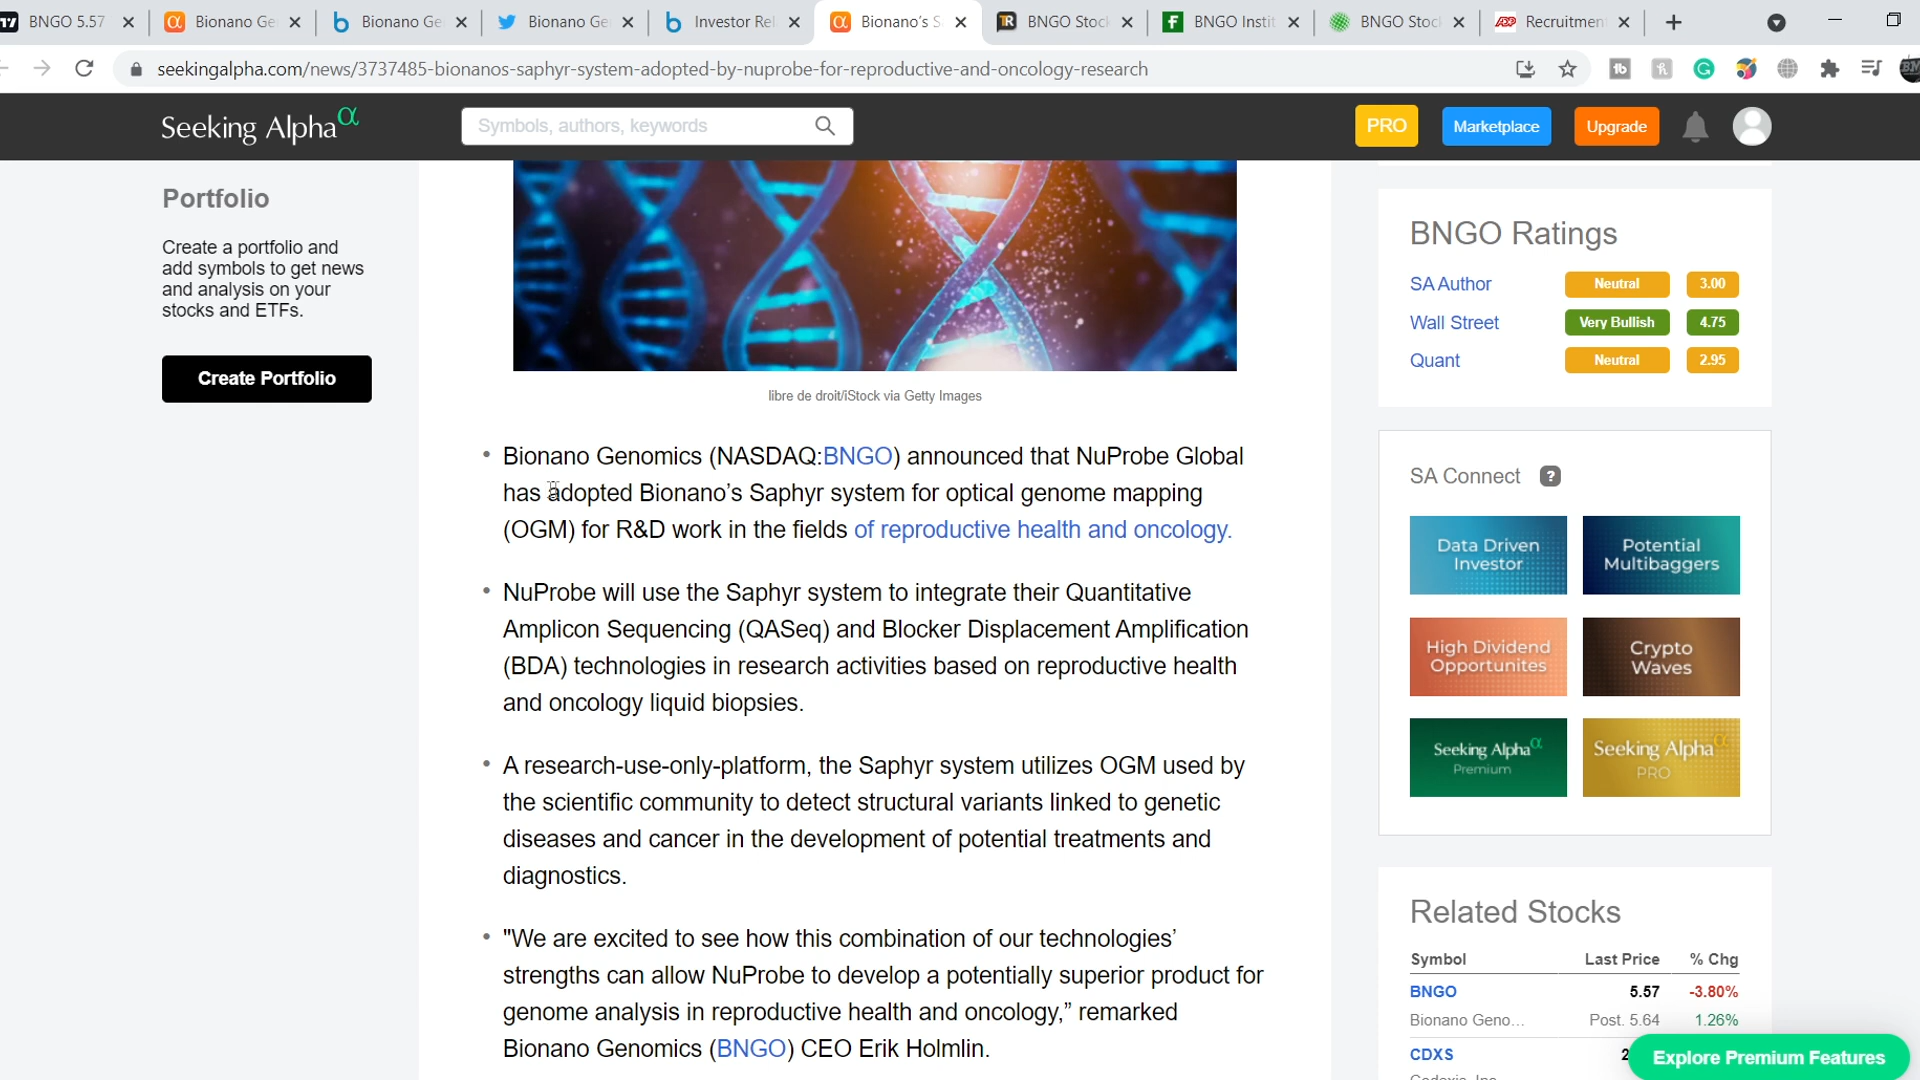 BNGO 5.57
Bionano Ge
Bionano Ge
Bionano Ge
Investor Rel
Bionano's S
BNGO Stock
BNGO Instit
BNGO Stock
ADP
Recruitment
seekingalpha.com/news/3737485-bionanos-saphyr-system-adopted-by-nuprobe-for-reproductive-and-oncology-research
Seeking Alpha α
Symbols, authors, keywords
PRO
Marketplace
Upgrade
Portfolio
Create a portfolio and
add symbols to get news
and analysis on your
stocks and ETFs.
Create Portfolio
libre de droit/iStock via Getty Images
• Bionano Genomics (NASDAQ:BNGO) announced that NuProbe Global
has adopted Bionano's Saphyr system for optical genome mapping
(OGM) for R&D work in the fields of reproductive health and oncology.
• NuProbe will use the Saphyr system to integrate their Quantitative
Amplicon Sequencing (QASeq) and Blocker Displacement Amplification
(BDA) technologies in research activities based on reproductive health
and oncology liquid biopsies.
• A research-use-only-platform, the Saphyr system utilizes OGM used by
the scientific community to detect structural variants linked to genetic
diseases and cancer in the development of potential treatments and
diagnostics.
• "We are excited to see how this combination of our technologies’
strengths can allow NuProbe to develop a potentially superior product for
genome analysis in reproductive health and oncology,” remarked
Bionano Genomics (BNGO) CEO Erik Holmlin.
BNGO Ratings
SA Author Neutral 3.00
Wall Street Very Bullish 4.75
Quant Neutral 2.95
SA Connect ?
Data Driven
Investor
Potential
Multibaggers
High Dividend
Opportunites
Crypto
Waves
Seeking Alpha α
Premium
Seeking Alpha α
PRO
Related Stocks
Symbol Last Price % Chg
BNGO 5.57 -3.80%
Bionano Geno... Post. 5.64 1.26%
CDXS 2
Explore Premium Features